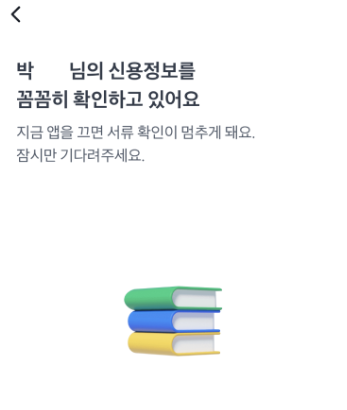 박 님의 신용정보를
꼼꼼히 확인하고 있어요
지금 앱을 끄면 서류 확인이 멈추게 돼요.
잠시만 기다려주세요.